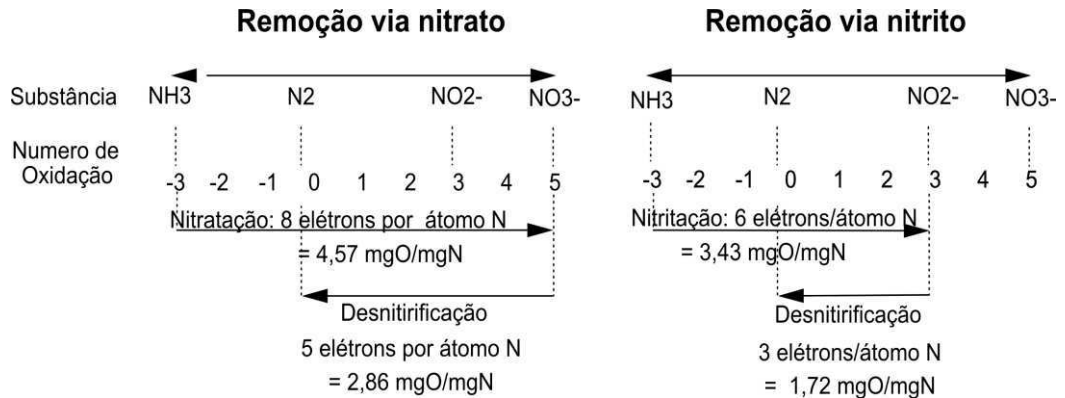 Remoção via nitrato
Remoção via nitrito
Substância NH3 N2 NO2- NO3- NH3 N2 NO2- NO3-
Numero de
Oxidação -3 -2 -1 0 1 2 3 4 5 -3 -2 -1 0 1 2 3 4 5
Nitratação: 8 elétrons por átomo N
= 4,57 mgO/mgN
Desnitirificação
5 elétrons por átomo N
= 2,86 mgO/mgN
Nitritação: 6 elétrons/átomo N
= 3,43 mgO/mgN
Desnitirificação
3 elétrons/átomo N
= 1,72 mgO/mgN